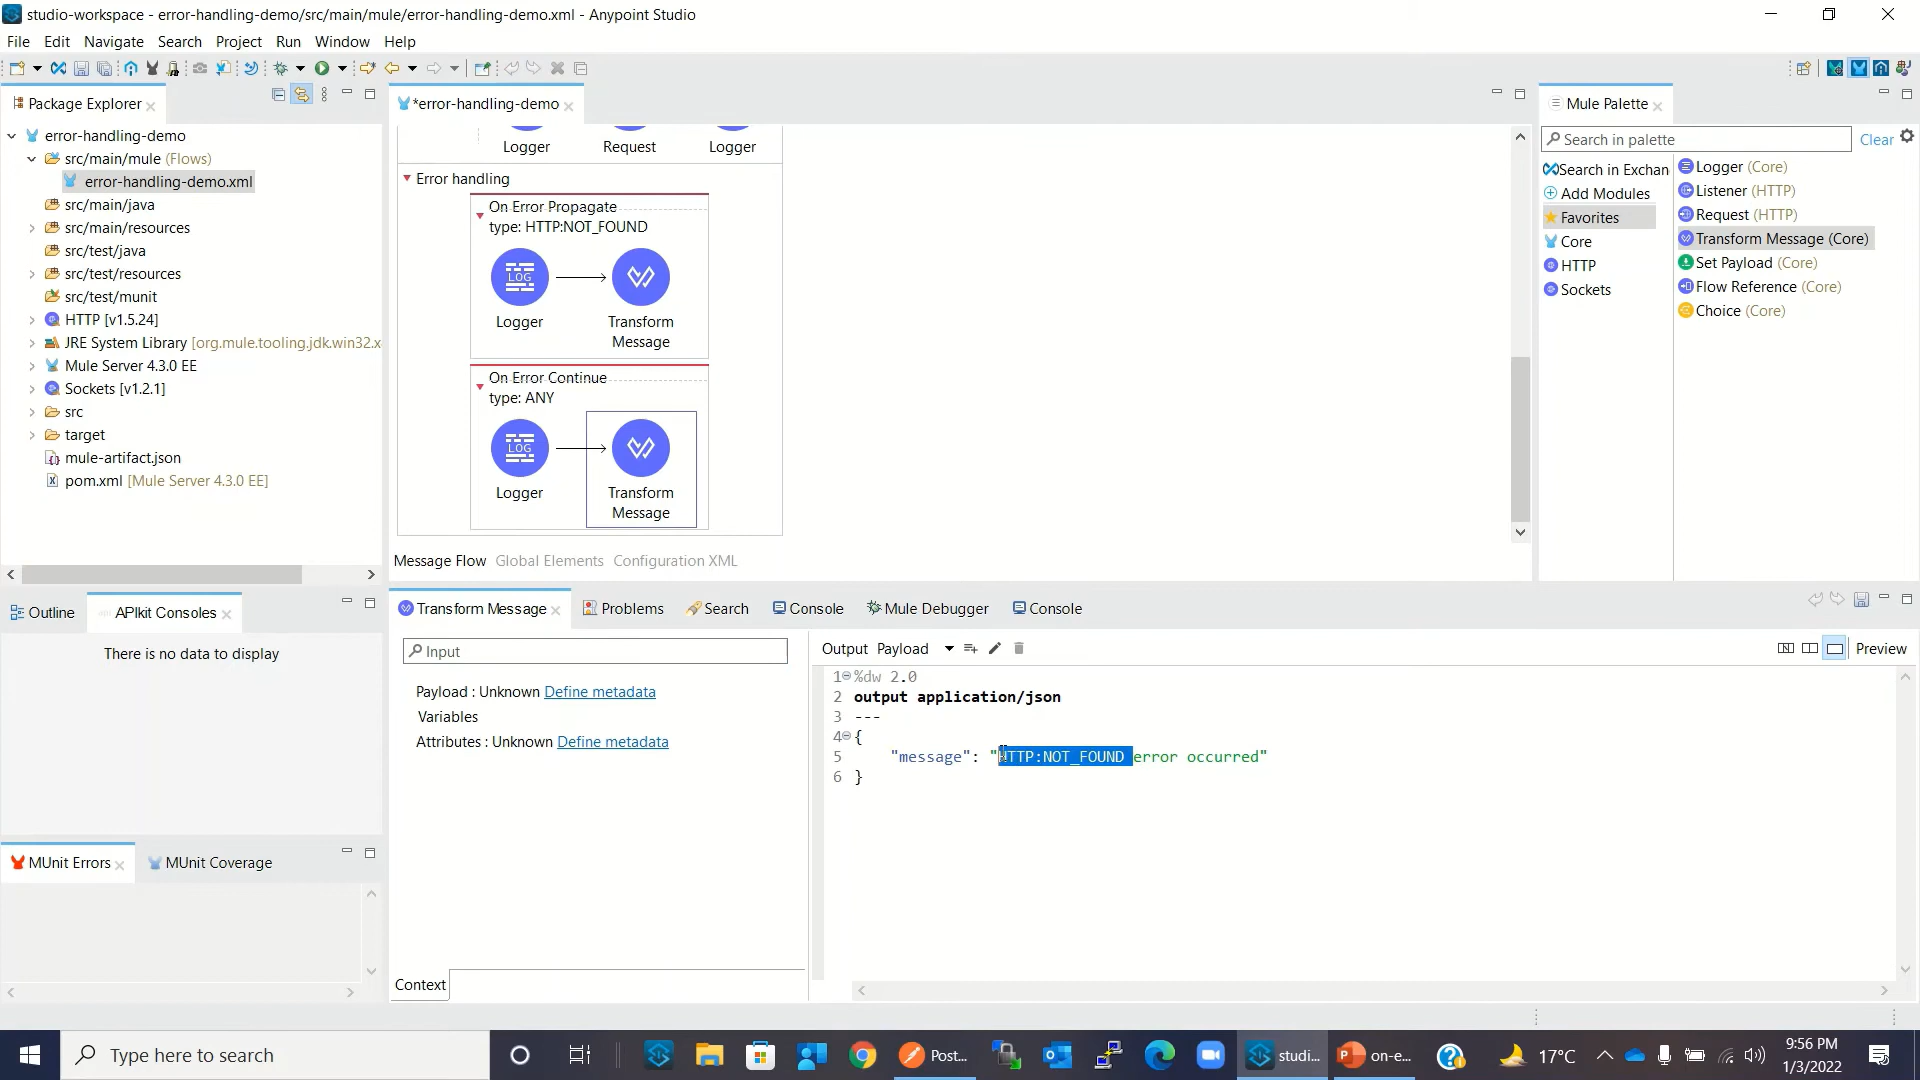 studio-workspace - error-handling-demo/src/main/mule/error-handling-demo.xml - Anypoint Studio
File Edit Navigate Search Project Run Window Help
Package Explorer
error-handling-demo
src/main/mule (Flows)
error-handling-demo.xml
src/main/java
src/main/resources
src/test/java
src/test/resources
src/test/munit
HTTP [v1.5.24]
JRE System Library [org.mule.tooling.jdk.win32.x
Mule Server 4.3.0 EE
Sockets [v1.2.1]
src
target
mule-artifact.json
pom.xml [Mule Server 4.3.0 EE]
*error-handling-demo
Logger Request Logger
Error handling
On Error Propagate
type: HTTP:NOT_FOUND
LOG
Logger
Transform
Message
On Error Continue
type: ANY
LOG
Logger
Transform
Message
Message Flow Global Elements Configuration XML
Mule Palette
Search in palette Clear
Search in Exchan
Add Modules
Favorites
Core
HTTP
Sockets
Logger (Core)
Listener (HTTP)
Request (HTTP)
Transform Message (Core)
Set Payload (Core)
Flow Reference (Core)
Choice (Core)
Outline APIkit Consoles
There is no data to display
MUnit Errors MUnit Coverage
Transform Message Problems Search Console Mule Debugger Console
Input
Payload : Unknown Define metadata
Variables
Attributes : Unknown Define metadata
Context
Output Payload Preview
1 %dw 2.0
2 output application/json
3 ---
4 {
5 "message": "HTTP:NOT_FOUND error occurred"
6 }
Type here to search
Post...
studi...
on-e...
17°C
9:56 PM
1/3/2022